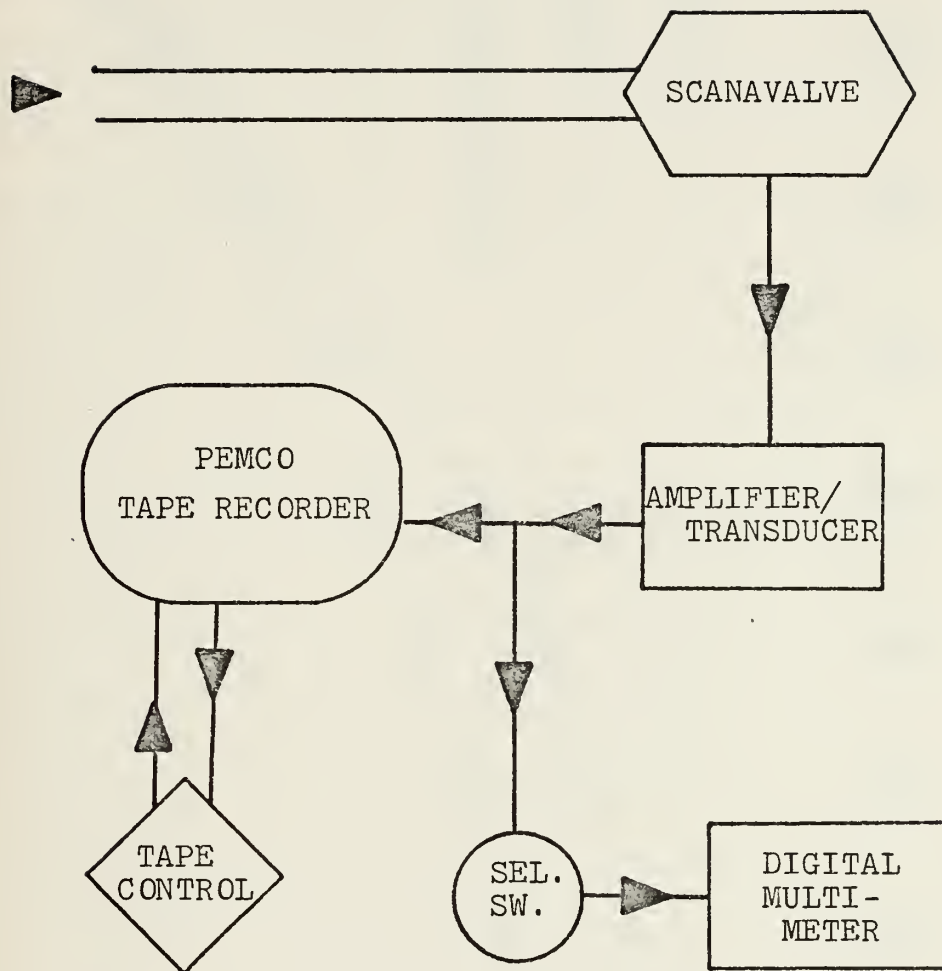 SCANAVALVE
PEMCO
TAPE RECORDER
AMPLIFIER/
TRANSDUCER
TAPE
CONTROL
SEL.
SW.
DIGITAL
MULTI-
METER